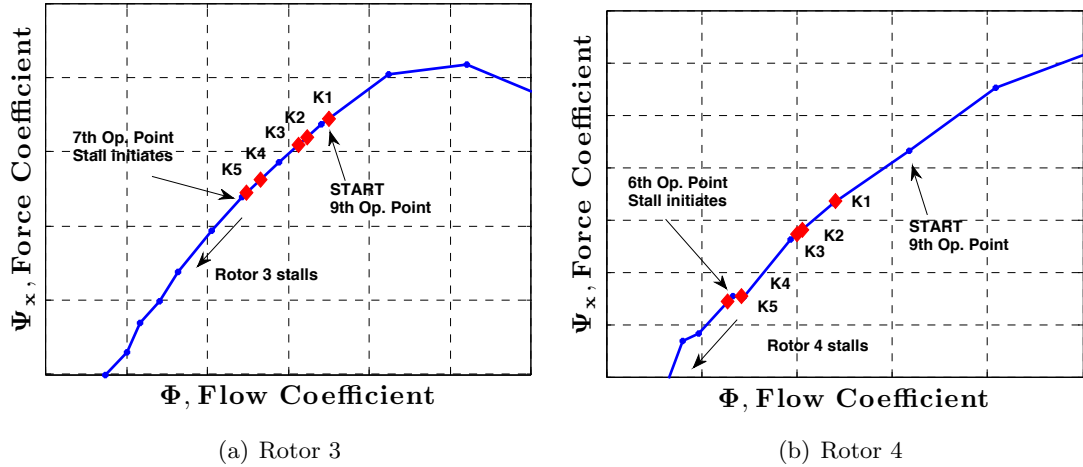 Ψx, Force Coefficient
K1
K2
K3
K4
K5
7th Op. Point
Stall initiates
START
9th Op. Point
Rotor 3 stalls
Φ, Flow Coefficient
(a) Rotor 3
Ψx, Force Coefficient
6th Op. Point
Stall initiates
K1
K2
K3
K4
K5
START
9th Op. Point
Rotor 4 stalls
Φ, Flow Coefficient
(b) Rotor 4